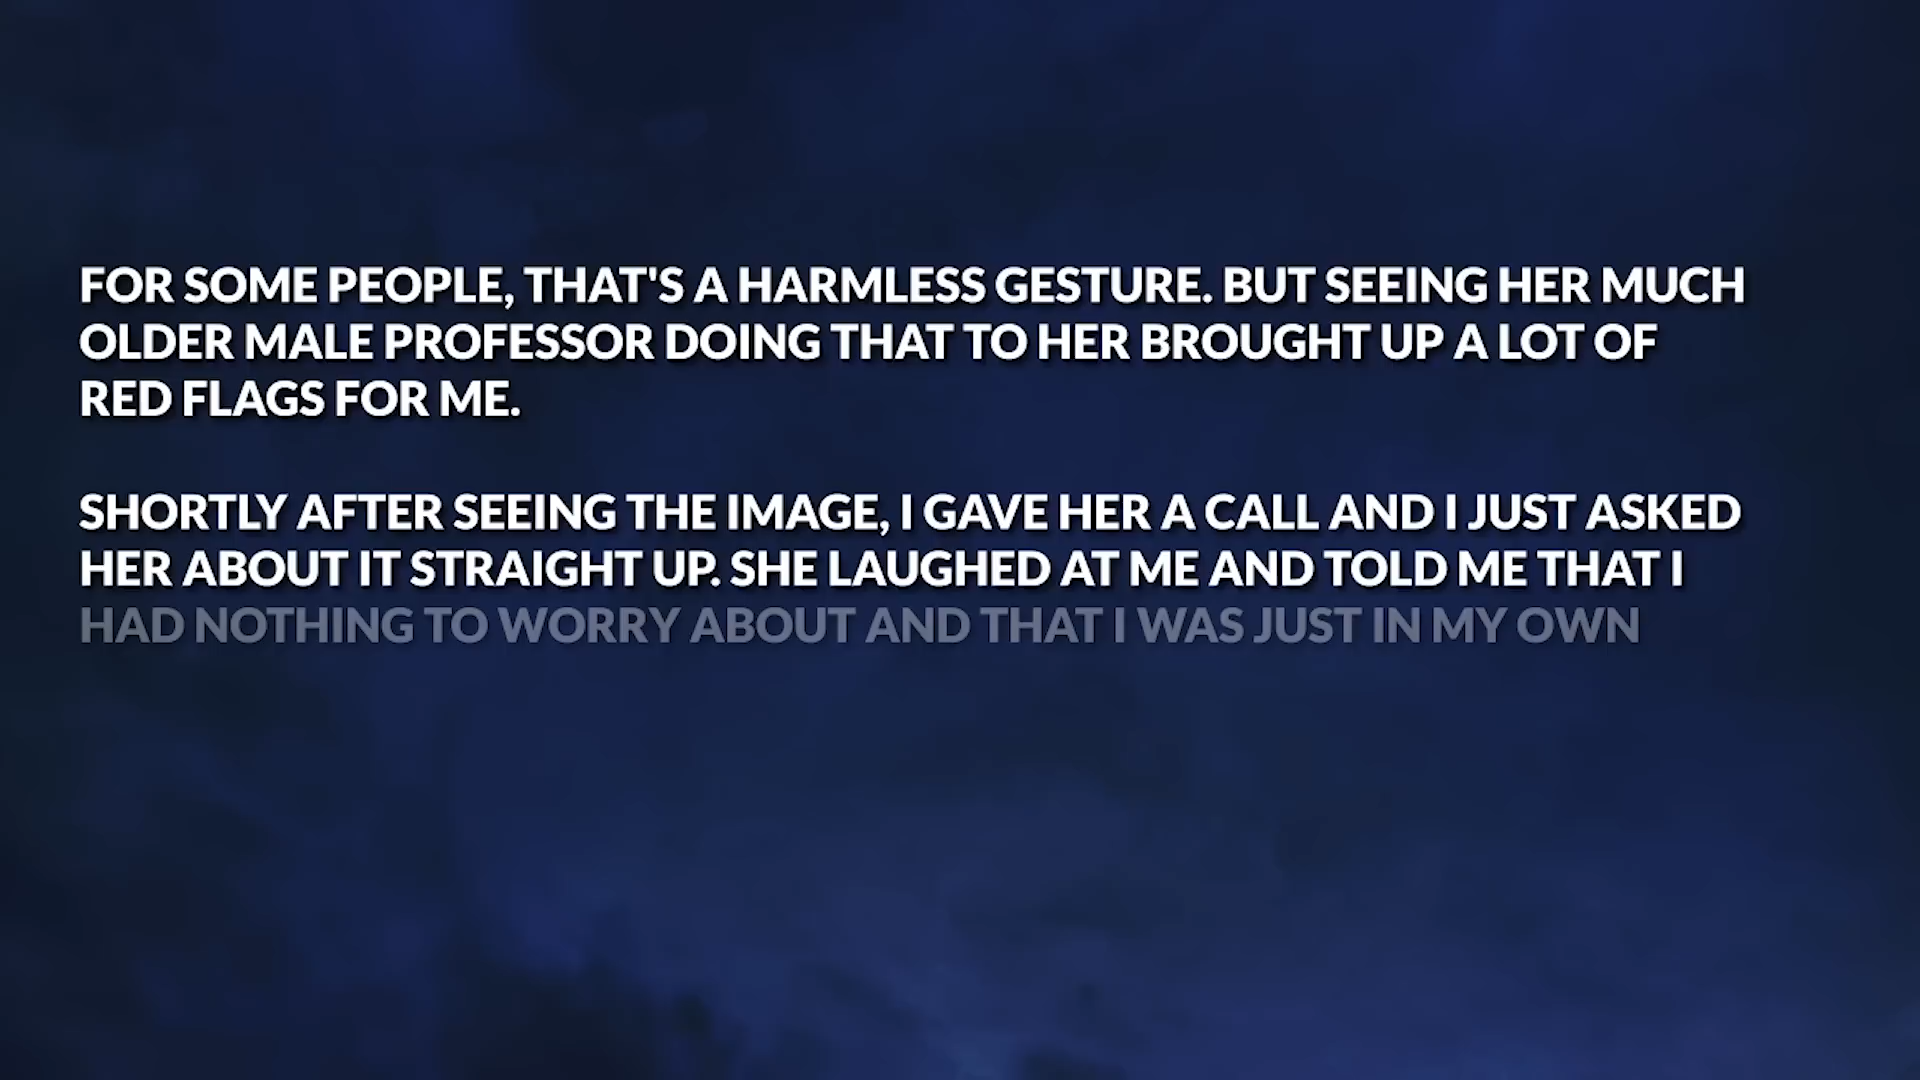 FOR SOME PEOPLE, THAT'S A HARMLESS GESTURE. BUT SEEING HER MUCH
OLDER MALE PROFESSOR DOING THAT TO HER BROUGHT UP A LOT OF
RED FLAGS FOR ME.
SHORTLY AFTER SEEING THE IMAGE, I GAVE HER A CALL AND I JUST ASKED
HER ABOUT IT STRAIGHT UP. SHE LAUGHED AT ME AND TOLD ME THAT I
HAD NOTHING TO WORRY ABOUT AND THAT I WAS JUST IN MY OWN